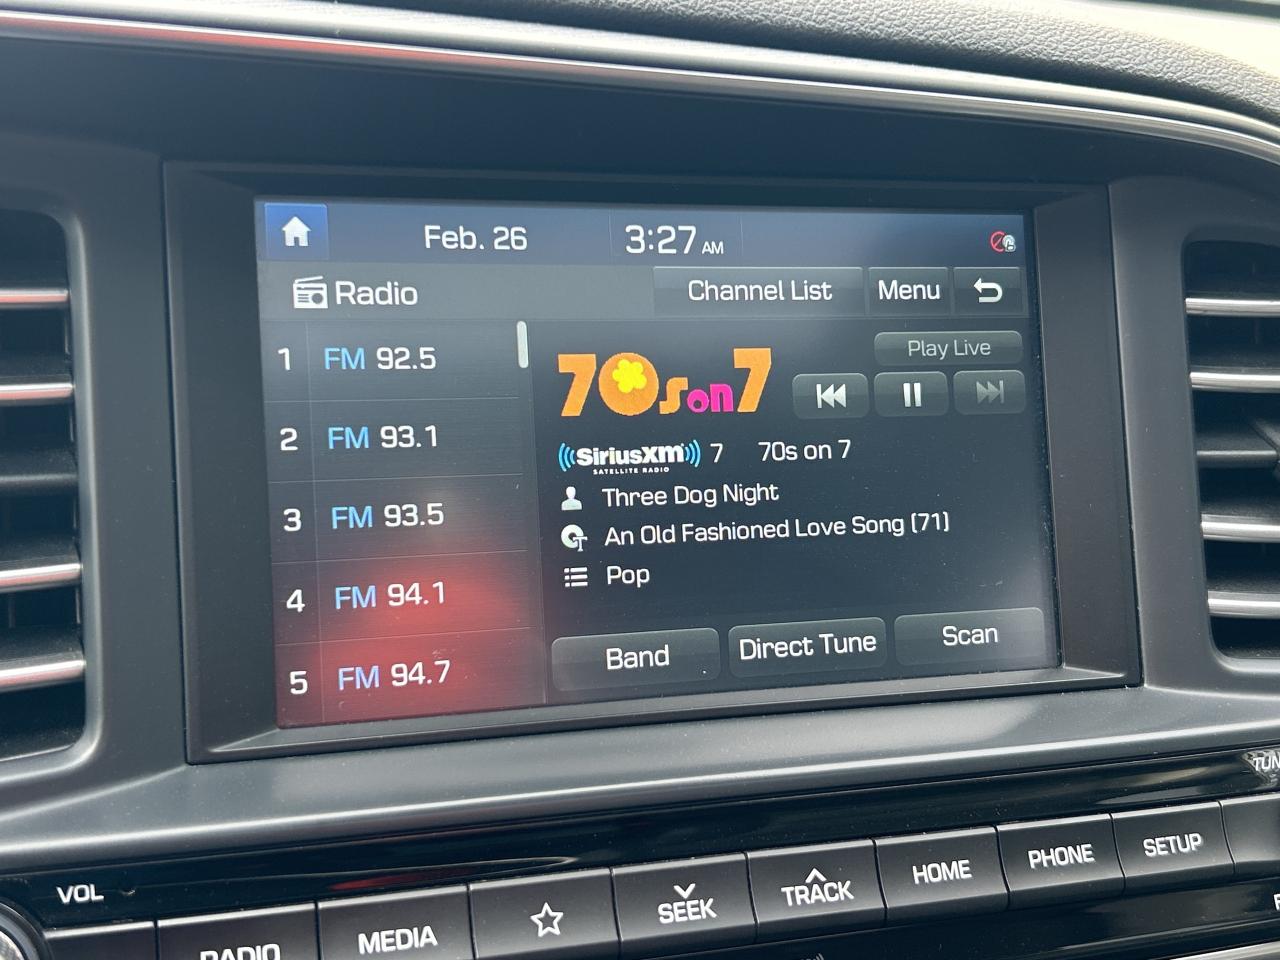 Feb. 26 3:27 AM
Radio Channel List Menu
1 FM 92.5
2 FM 93.1
3 FM 93.5
4 FM 94.1
5 FM 94.7
70s on 7
Play Live
SiriusXM 7 70s on 7
SATELLITE RADIO
Three Dog Night
An Old Fashioned Love Song (71)
Pop
Band Direct Tune Scan
TUN
VOL
RADIO MEDIA SEEK TRACK HOME PHONE SETUP